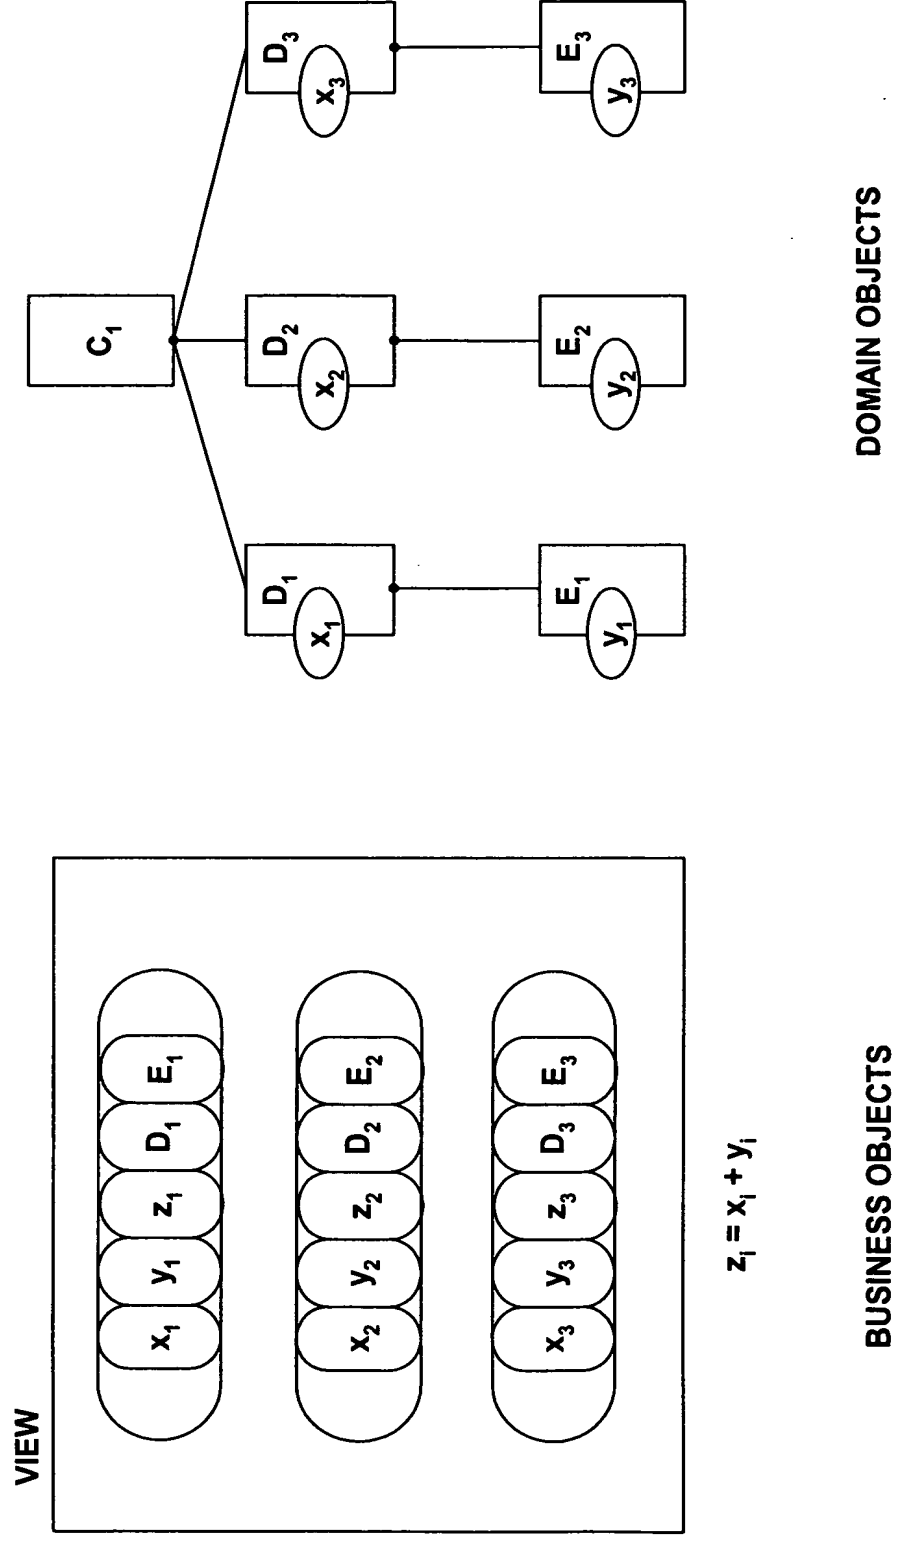 VIEW
x₁ y₁ z₁ D₁ E₁
x₂ y₂ z₂ D₂ E₂
x₃ y₃ z₃ D₃ E₃
zᵢ = xᵢ + yᵢ
BUSINESS OBJECTS
C₁
D₁
x₁
D₂
x₂
D₃
x₃
E₁
y₁
E₂
y₂
E₃
y₃
DOMAIN OBJECTS